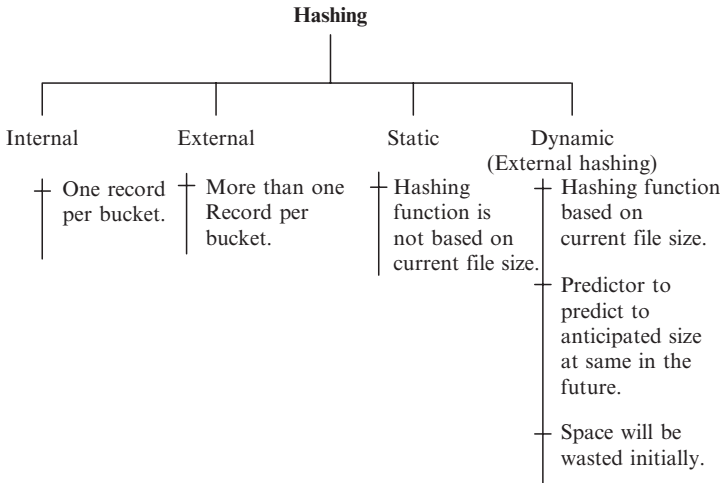 Hashing
Internal
One record
per bucket.
External
More than one
Record per
bucket.
Static
Hashing
function is
not based on
current file size.
Dynamic
(External hashing)
Hashing function
based on
current file size.
Predictor to
predict to
anticipated size
at same in the
future.
Space will be
wasted initially.